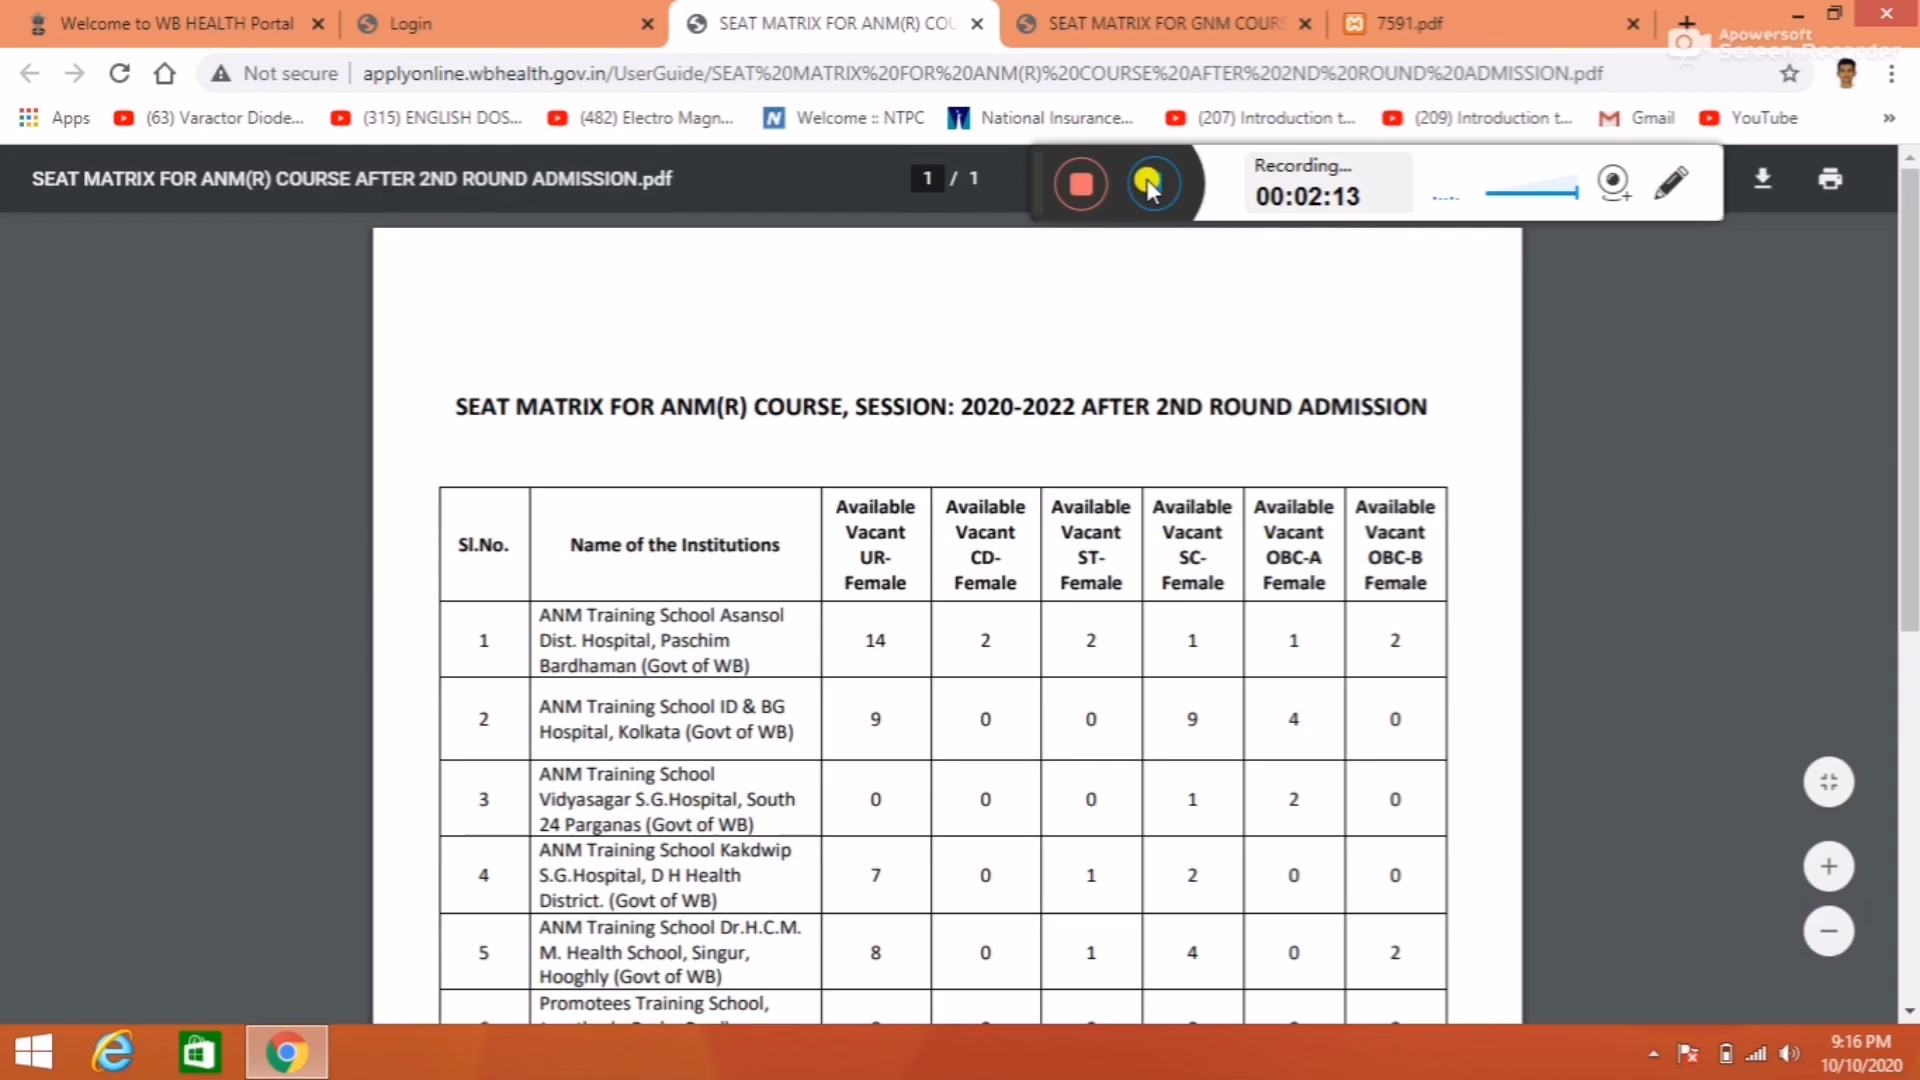 Welcome to WB HEALTH Portal
Login
SEAT MATRIX FOR ANM(R) COU
SEAT MATRIX FOR GNM COURS
7591.pdf
Apowersoft
Screen Recorder
Not secure
applyonline.wbhealth.gov.in/UserGuide/SEAT%20MATRIX%20FOR%20ANM(R)%20COURSE%20AFTER%202ND%20ROUND%20ADMISSION.pdf
Apps
(63) Varactor Diode...
(315) ENGLISH DOS...
(482) Electro Magn...
N
Welcome :: NTPC
National Insurance...
(207) Introduction t...
(209) Introduction t...
Gmail
YouTube
»
SEAT MATRIX FOR ANM(R) COURSE AFTER 2ND ROUND ADMISSION.pdf
1 / 1
Recording...
00:02:13
SEAT MATRIX FOR ANM(R) COURSE, SESSION: 2020-2022 AFTER 2ND ROUND ADMISSION
Sl.No.
Name of the Institutions
Available
Vacant
UR-
Female
Available
Vacant
CD-
Female
Available
Vacant
ST-
Female
Available
Vacant
SC-
Female
Available
Vacant
OBC-A
Female
Available
Vacant
OBC-B
Female
1
ANM Training School Asansol
Dist. Hospital, Paschim
Bardhaman (Govt of WB)
14
2
2
1
1
2
2
ANM Training School ID & BG
Hospital, Kolkata (Govt of WB)
9
0
0
9
4
0
3
ANM Training School
Vidyasagar S.G.Hospital, South
24 Parganas (Govt of WB)
0
0
0
1
2
0
4
ANM Training School Kakdwip
S.G.Hospital, D H Health
District. (Govt of WB)
7
0
1
2
0
0
5
ANM Training School Dr.H.C.M.
M. Health School, Singur,
Hooghly (Govt of WB)
8
0
1
4
0
2
Promotees Training School,
9:16 PM
10/10/2020